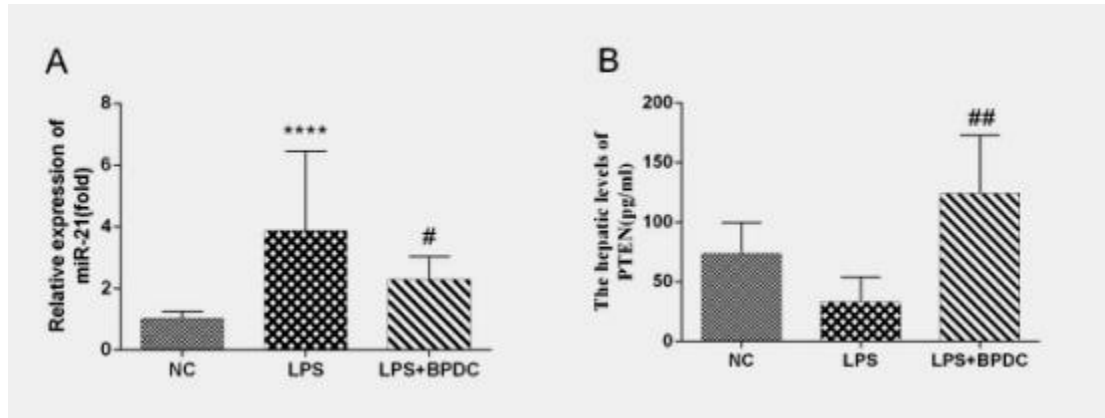 A
Relative expression of
miR-21(fold)
8
6
4
2
0
****
#
NC
LPS
LPS+BPDC
B
The hepatic levels of
PTEN(pg/ml)
200
150
100
50
0
##
NC
LPS
LPS+BPDC